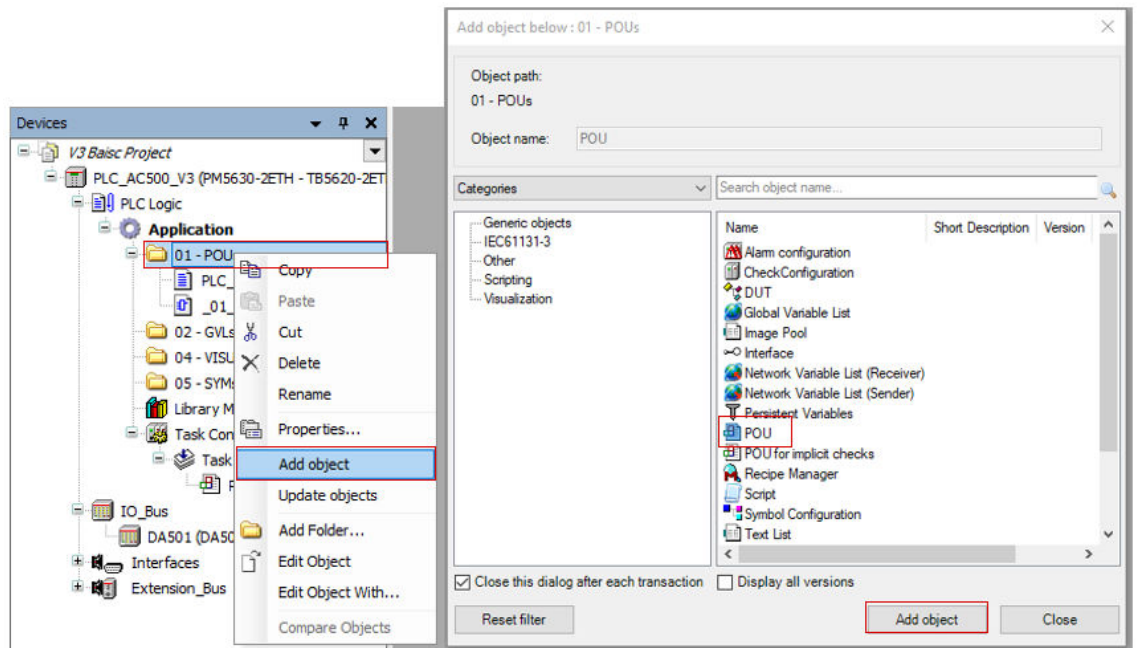 Devices
V3 Baisc Project
PLC_AC500_V3 (PM5630-2ETH - TB5620-2ET
PLC Logic
Application
01 - POU
PLC_
_01_
02 - GVLs
04 - VISU
05 - SYMs
Library M
Task Con
Task
IO_Bus
DA501 (DA50
Interfaces
Extension_Bus
Copy
Paste
Cut
Delete
Rename
Properties...
Add object
Update objects
Add Folder...
Edit Object
Edit Object With...
Compare Objects
Add object below : 01 - POUs
Object path:
01 - POUs
Object name: POU
Categories
Search object name...
Generic objects
IEC61131-3
Other
Scripting
Visualization
Name Short Description Version
Alarm configuration
CheckConfiguration
DUT
Global Variable List
Image Pool
Interface
Network Variable List (Receiver)
Network Variable List (Sender)
Persistent Variables
POU
POU for implicit checks
Recipe Manager
Script
Symbol Configuration
Text List
Close this dialog after each transaction Display all versions
Reset filter Add object Close